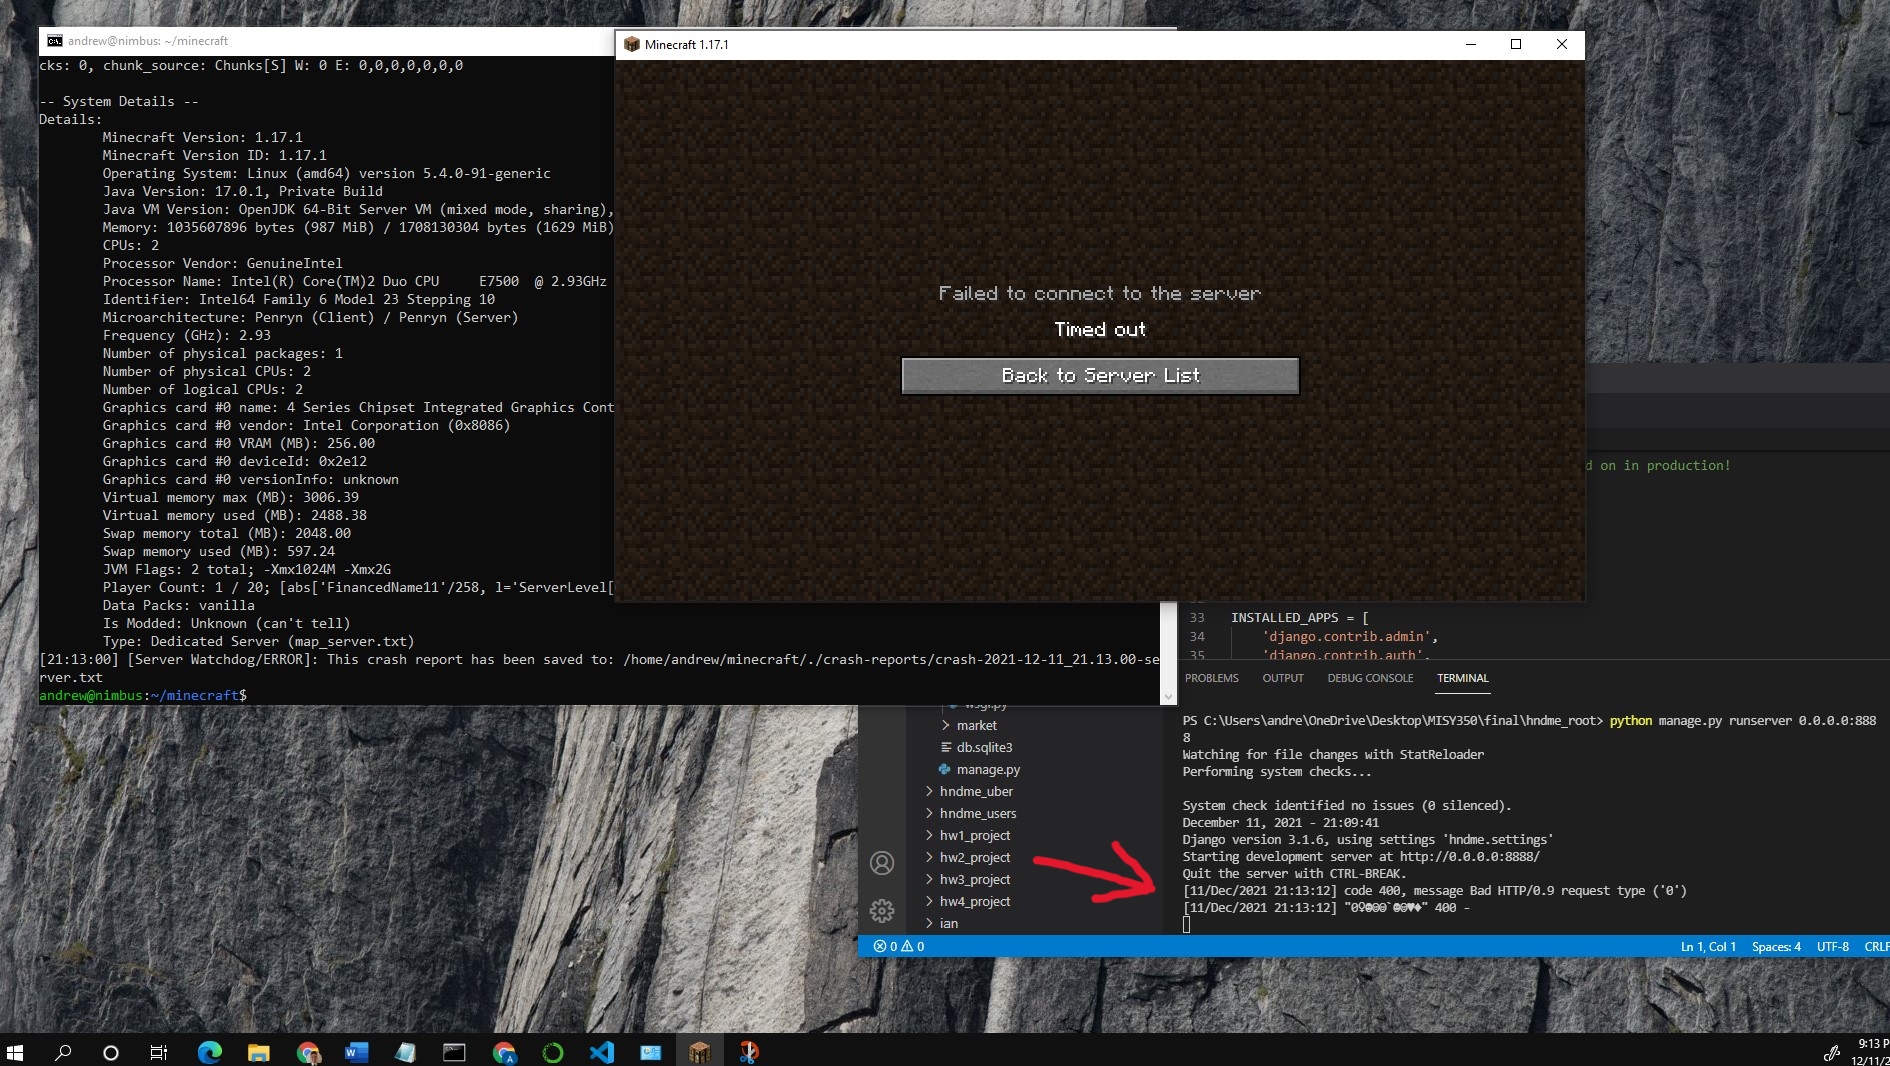 andrew@nimbus: ~/minecraft
cks: 0, chunk_source: Chunks[S] W: 0 E: 0,0,0,0,0,0,0
-- System Details --
Details:
Minecraft Version: 1.17.1
Minecraft Version ID: 1.17.1
Operating System: Linux (amd64) version 5.4.0-91-generic
Java Version: 17.0.1, Private Build
Java VM Version: OpenJDK 64-Bit Server VM (mixed mode, sharing),
Memory: 1035607896 bytes (987 MiB) / 1708130304 bytes (1629 MiB)
CPUs: 2
Processor Vendor: GenuineIntel
Processor Name: Intel(R) Core(TM)2 Duo CPU     E7500  @ 2.93GHz
Identifier: Intel64 Family 6 Model 23 Stepping 10
Microarchitecture: Penryn (Client) / Penryn (Server)
Frequency (GHz): 2.93
Number of physical packages: 1
Number of physical CPUs: 2
Number of logical CPUs: 2
Graphics card #0 name: 4 Series Chipset Integrated Graphics Cont
Graphics card #0 vendor: Intel Corporation (0x8086)
Graphics card #0 VRAM (MB): 256.00
Graphics card #0 deviceId: 0x2e12
Graphics card #0 versionInfo: unknown
Virtual memory max (MB): 3006.39
Virtual memory used (MB): 2488.38
Swap memory total (MB): 2048.00
Swap memory used (MB): 597.24
JVM Flags: 2 total; -Xmx1024M -Xmx2G
Player Count: 1 / 20; [abs['FinancedName11'/258, l='ServerLevel[
Data Packs: vanilla
Is Modded: Unknown (can't tell)
Type: Dedicated Server (map_server.txt)
[21:13:00] [Server Watchdog/ERROR]: This crash report has been saved to: /home/andrew/minecraft/./crash-reports/crash-2021-12-11_21.13.00-se
rver.txt
andrew@nimbus:~/minecraft$
Minecraft 1.17.1
Failed to connect to the server
Timed out
Back to Server List
d on in production!
33 INSTALLED_APPS = [
34 'django.contrib.admin',
35 'django.contrib.auth',
PROBLEMS OUTPUT DEBUG CONSOLE TERMINAL
wsgi.py
market
db.sqlite3
manage.py
hndme_uber
hndme_users
hw1_project
hw2_project
hw3_project
hw4_project
ian
PS C:\Users\andre\OneDrive\Desktop\MISY350\final\hndme_root> python manage.py runserver 0.0.0.0:888
8
Watching for file changes with StatReloader
Performing system checks...
System check identified no issues (0 silenced).
December 11, 2021 - 21:09:41
Django version 3.1.6, using settings 'hndme.settings'
Starting development server at http://0.0.0.0:8888/
Quit the server with CTRL-BREAK.
[11/Dec/2021 21:13:12] code 400, message Bad HTTP/0.9 request type ('0')
[11/Dec/2021 21:13:12] 400 -
0 0
Ln 1, Col 1 Spaces: 4 UTF-8 CRLF
9:13 P
12/11/2